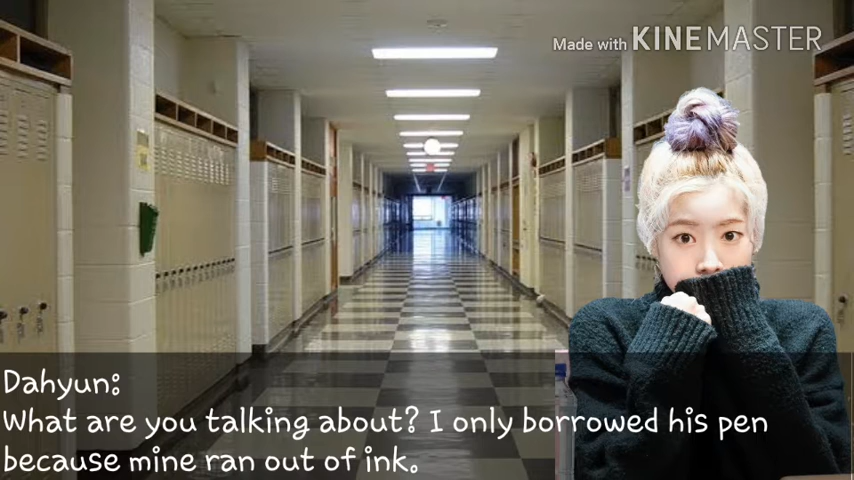 Made with KINEMASTER
Dahyun:
What are you talking about? I only borrowed his pen
because mine ran out of ink.